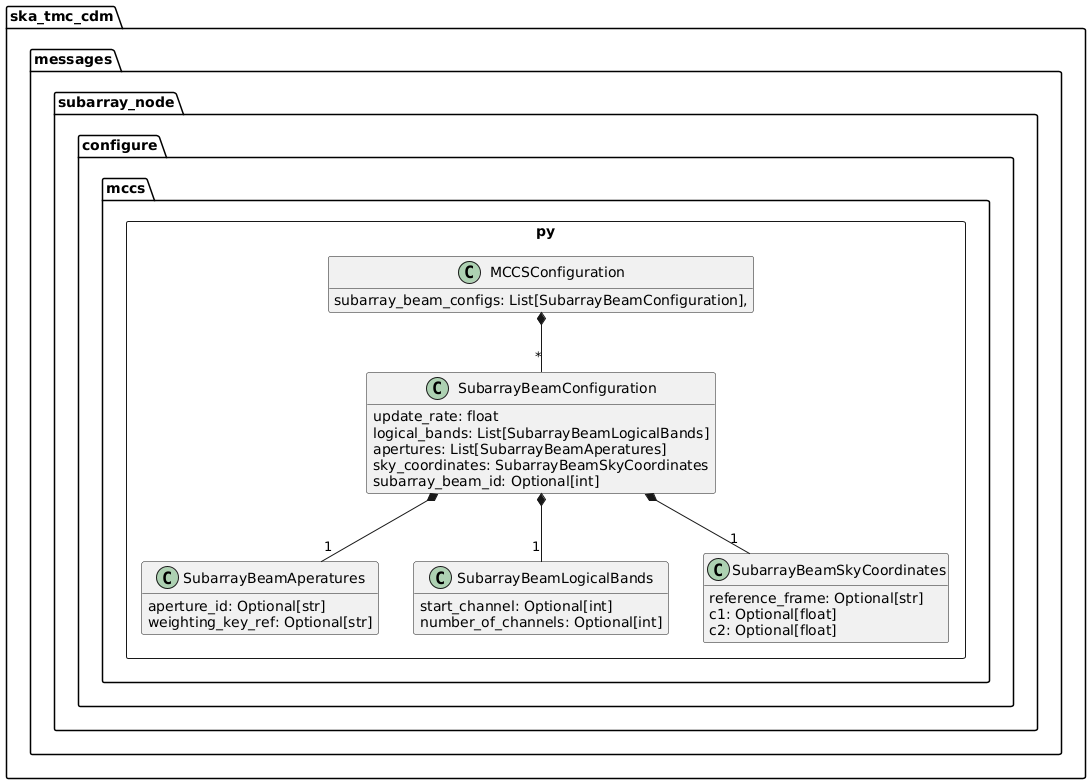 ska_tmc_cdm
messages
subarray_node
configure
mccs
py
C MCCSConfiguration
subarray_beam_configs: List[SubarrayBeamConfiguration],
*
C SubarrayBeamConfiguration
update_rate: float
logical_bands: List[SubarrayBeamLogicalBands]
apertures: List[SubarrayBeamAperatures]
sky_coordinates: SubarrayBeamSkyCoordinates
subarray_beam_id: Optional[int]
1
1
1
C SubarrayBeamAperatures
aperture_id: Optional[str]
weighting_key_ref: Optional[str]
C SubarrayBeamLogicalBands
start_channel: Optional[int]
number_of_channels: Optional[int]
C SubarrayBeamSkyCoordinates
reference_frame: Optional[str]
c1: Optional[float]
c2: Optional[float]